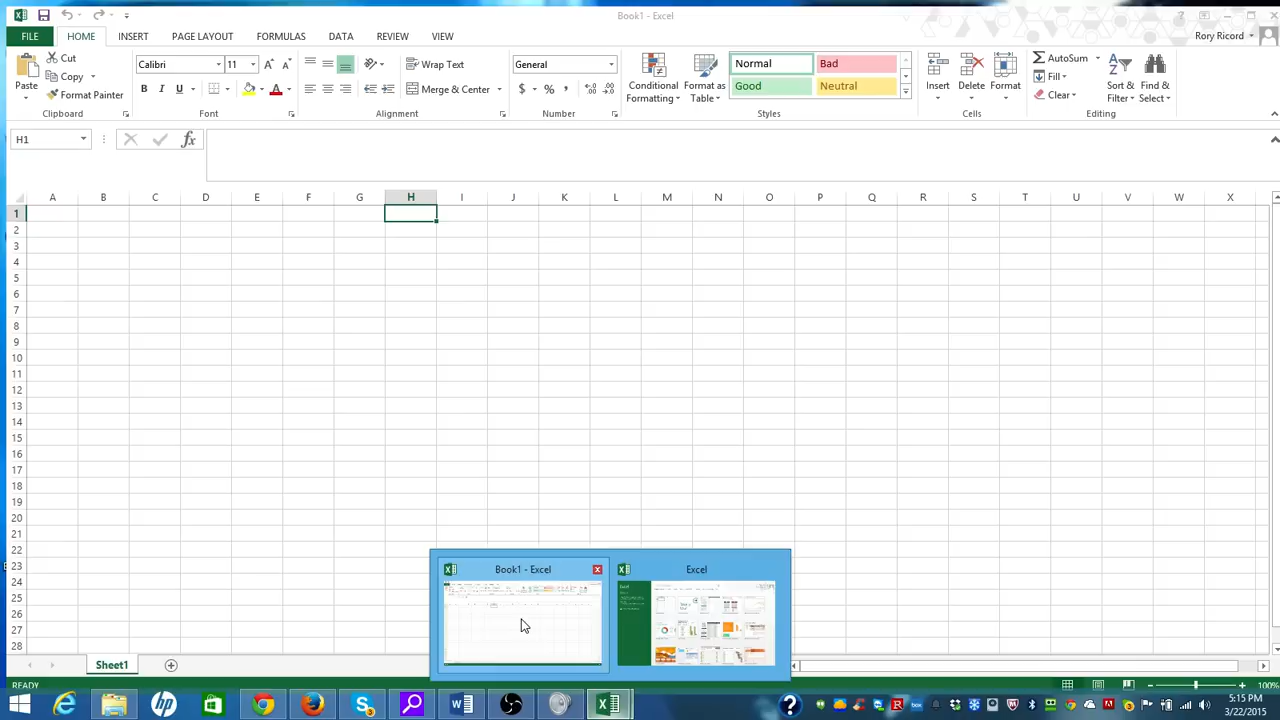 Book1 - Excel
FILE HOME INSERT PAGE LAYOUT FORMULAS DATA REVIEW VIEW Rory Ricord
Paste Cut Copy Format Painter
Calibri 11
B I U A
Wrap Text
Merge & Center
General
$ % ,
Conditional Formatting Format as Table
Normal Bad
Good Neutral
Insert Delete Format
AutoSum
Fill
Clear
Sort & Filter Find & Select
Clipboard Font Alignment Number Styles Cells Editing
H1 fx
A B C D E F G H I J K L M N O P Q R S T U V W X
1
2
3
4
5
6
7
8
9
10
11
12
13
14
15
16
17
18
19
20
21
22
23
24
25
26
27
28
Book1 - Excel Excel
Sheet1
READY 100%
5:15 PM
3/22/2015